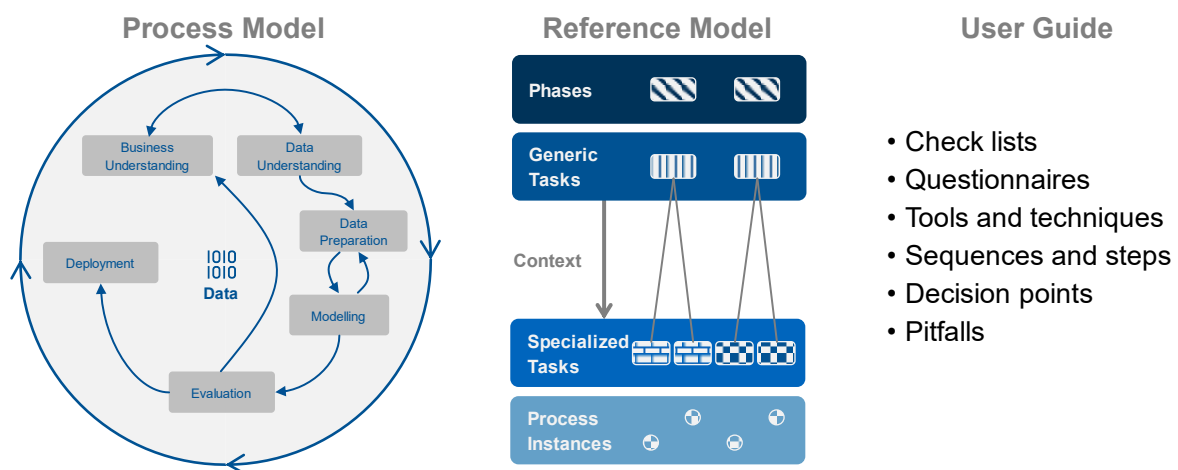 Process Model
Reference Model
User Guide
Business
Understanding
Data
Understanding
Data
Preparation
Modelling
Evaluation
Deployment
1010
1010
Data
Phases
Generic
Tasks
Context
Specialized
Tasks
Process
Instances
• Check lists
• Questionnaires
• Tools and techniques
• Sequences and steps
• Decision points
• Pitfalls